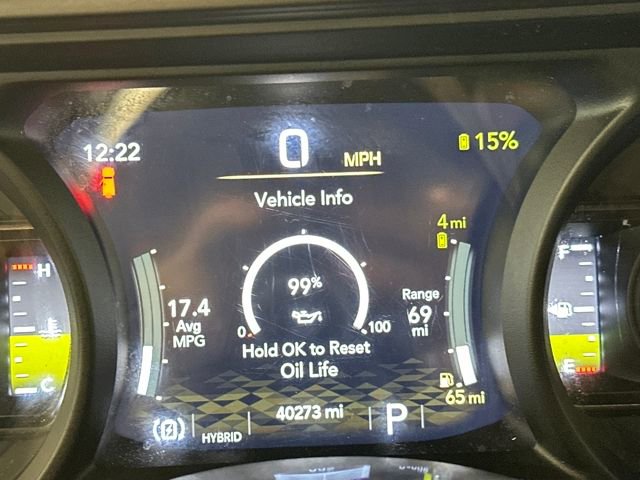 0 MPH
12:22
15%
Vehicle Info
4 mi
99%
17.4
Avg
MPG
Range
69
mi
0
100
Hold OK to Reset
Oil Life
65 mi
40273 mi
P
HYBRID
H
C
F
E